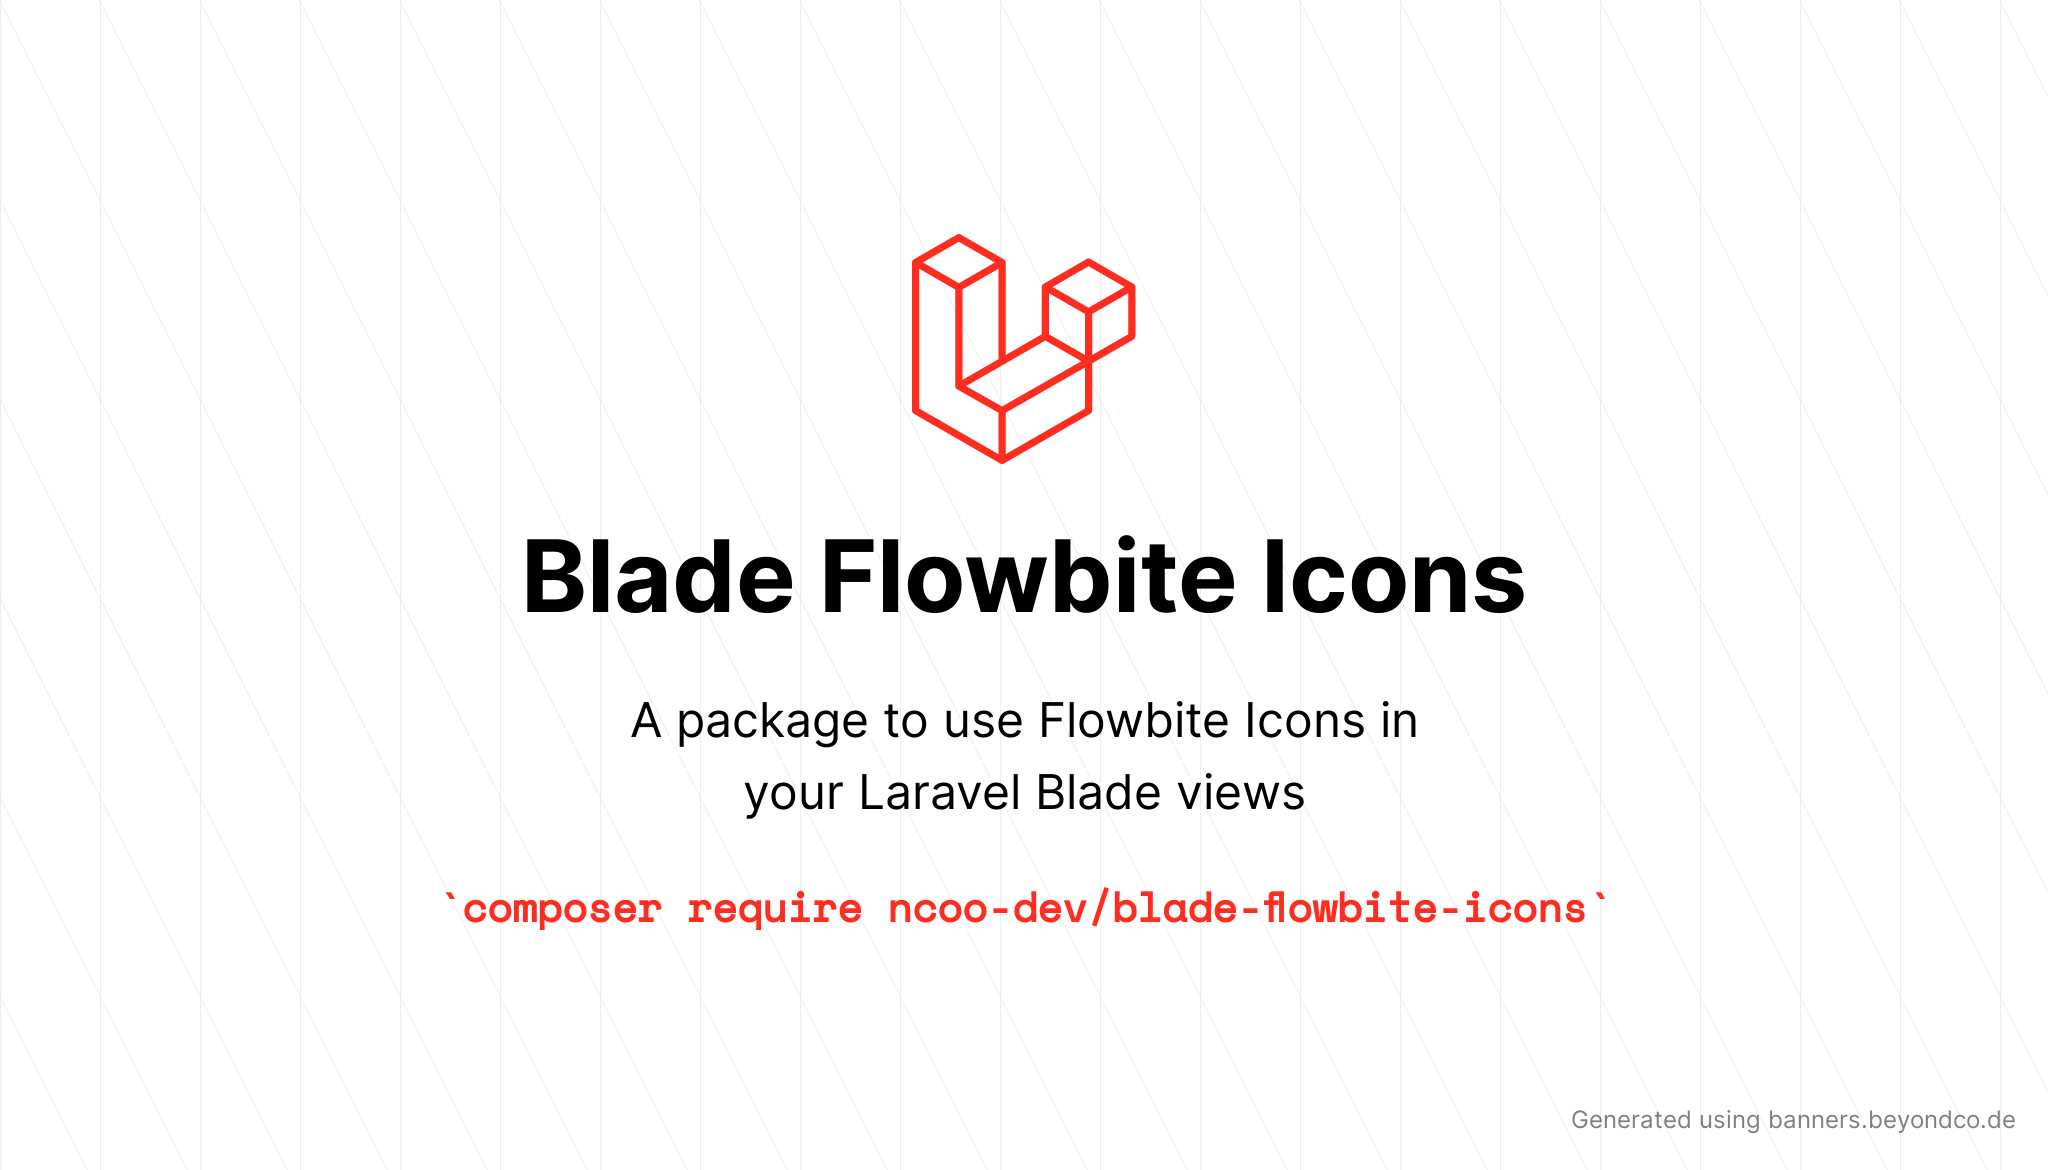 Blade Flowbite Icons
A package to use Flowbite Icons in
your Laravel Blade views
`composer require ncoo-dev/blade-flowbite-icons`
Generated using banners.beyondco.de